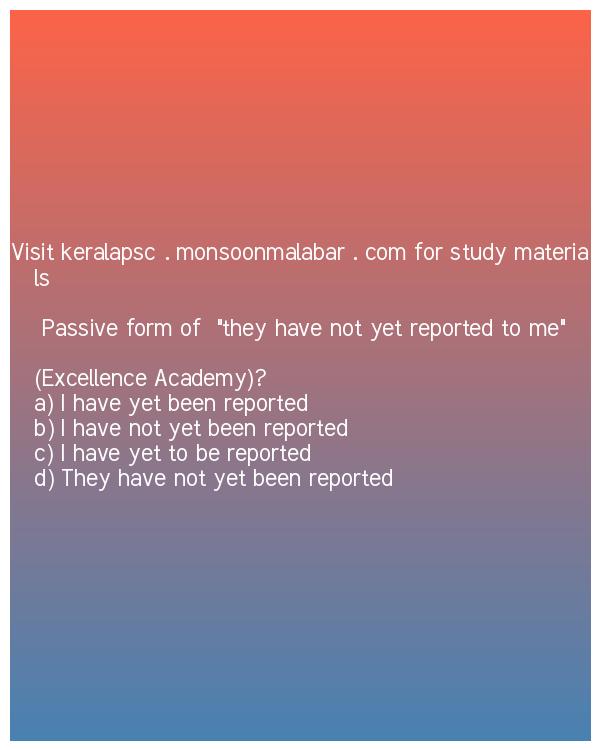 Visit keralapsc . monsoonmalabar . com for study materia
ls
Passive form of  "they have not yet reported to me"
(Excellence Academy)?
a) I have yet been reported
b) I have not yet been reported
c) I have yet to be reported
d) They have not yet been reported